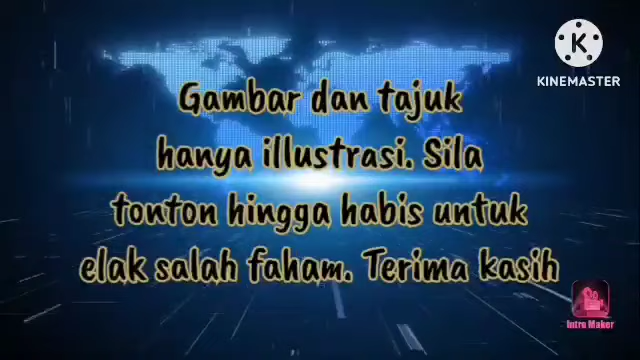 KINEMASTER
Gambar dan tajuk
hanya illustrasi. Sila
tonton hingga habis untuk
elak salah faham. Terima kasih
Intro Maker